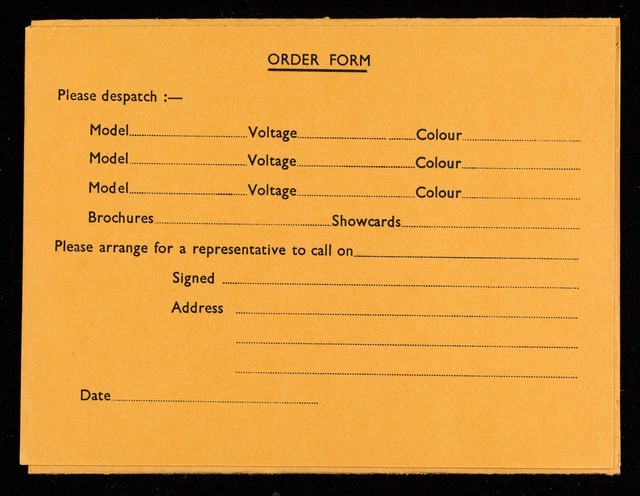 ORDER FORM
Please despatch :—
Model Voltage Colour
Model Voltage Colour
Model Voltage Colour
Brochures Showcards
Please arrange for a representative to call on
Signed
Address
Date